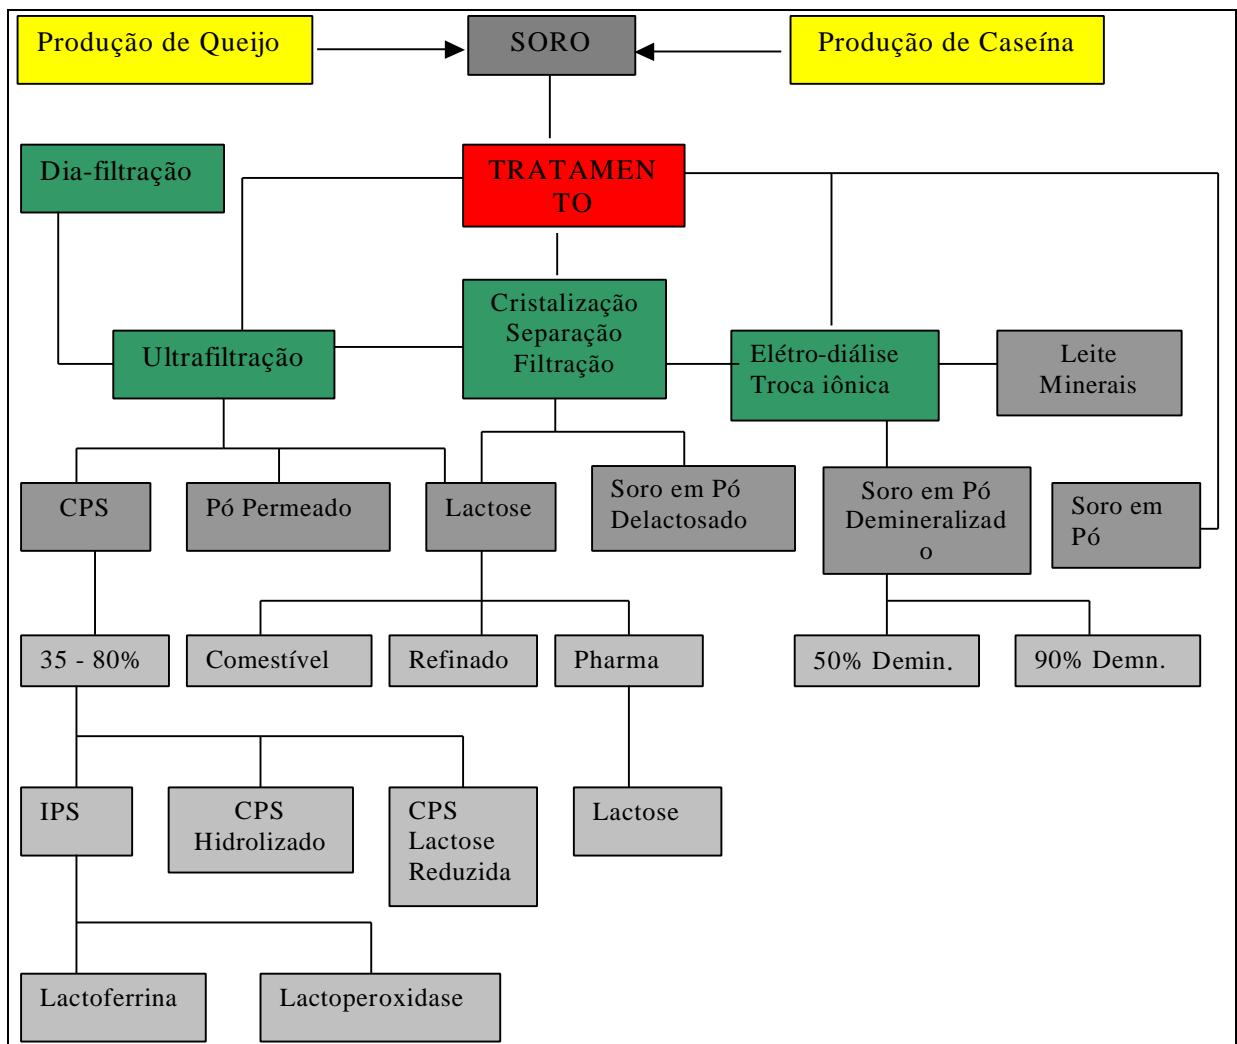 Produção de Queijo
SORO
Produção de Caseína
Dia-filtração
TRATAMEN
TO
Cristalização
Separação
Filtração
Ultrafiltração
Elétro-diálise
Troca iônica
Leite
Minerais
CPS
Pó Permeado
Lactose
Soro em Pó
Delactosado
Soro em Pó
Demineralizad
o
Soro em
Pó
35 - 80%
Comestível
Refinado
Pharma
50% Demin.
90% Demn.
IPS
CPS
Hidrolizado
CPS
Lactose
Reduzida
Lactose
Lactoferrina
Lactoperoxidase